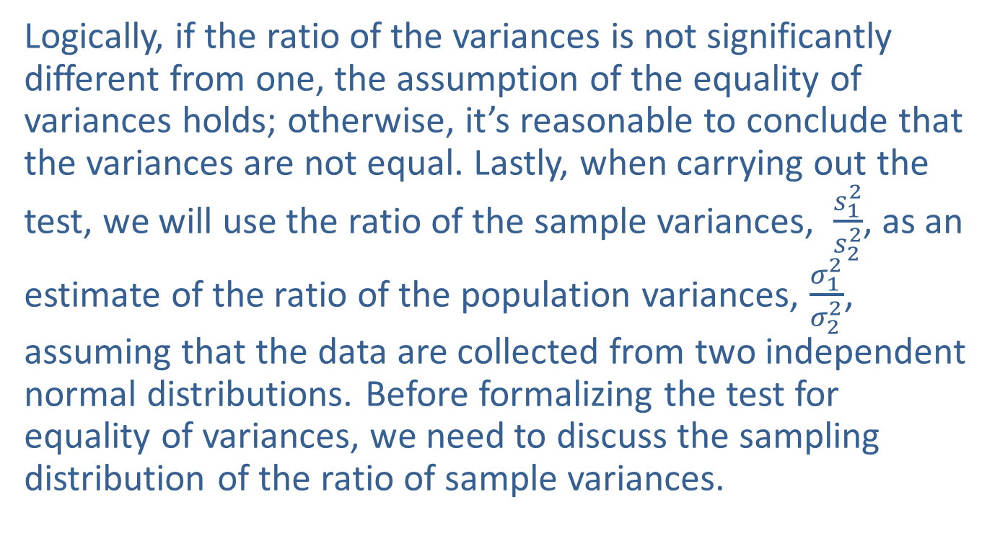 Logically, if the ratio of the variances is not significantly
different from one, the assumption of the equality of
variances holds; otherwise, it’s reasonable to conclude that
the variances are not equal. Lastly, when carrying out the
test, we will use the ratio of the sample variances, $\frac{s_1^2}{s_2^2}$, as an
estimate of the ratio of the population variances, $\frac{\sigma_1^2}{\sigma_2^2}$,
assuming that the data are collected from two independent
normal distributions. Before formalizing the test for
equality of variances, we need to discuss the sampling
distribution of the ratio of sample variances.